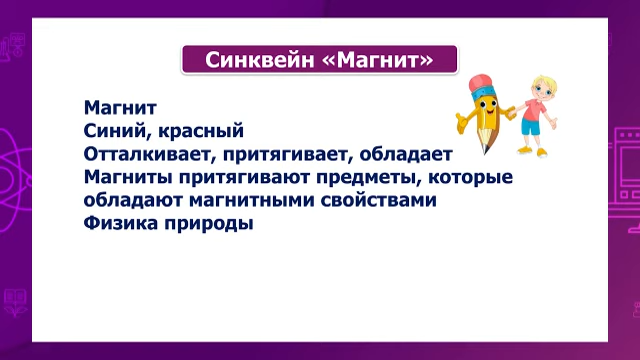 Синквейн «Магнит»
Магнит
Синий, красный
Отталкивает, притягивает, обладает
Магниты притягивают предметы, которые
обладают магнитными свойствами
Физика природы